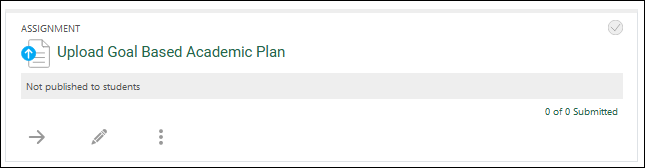 ASSIGNMENT
Upload Goal Based Academic Plan
Not published to students
0 of 0 Submitted